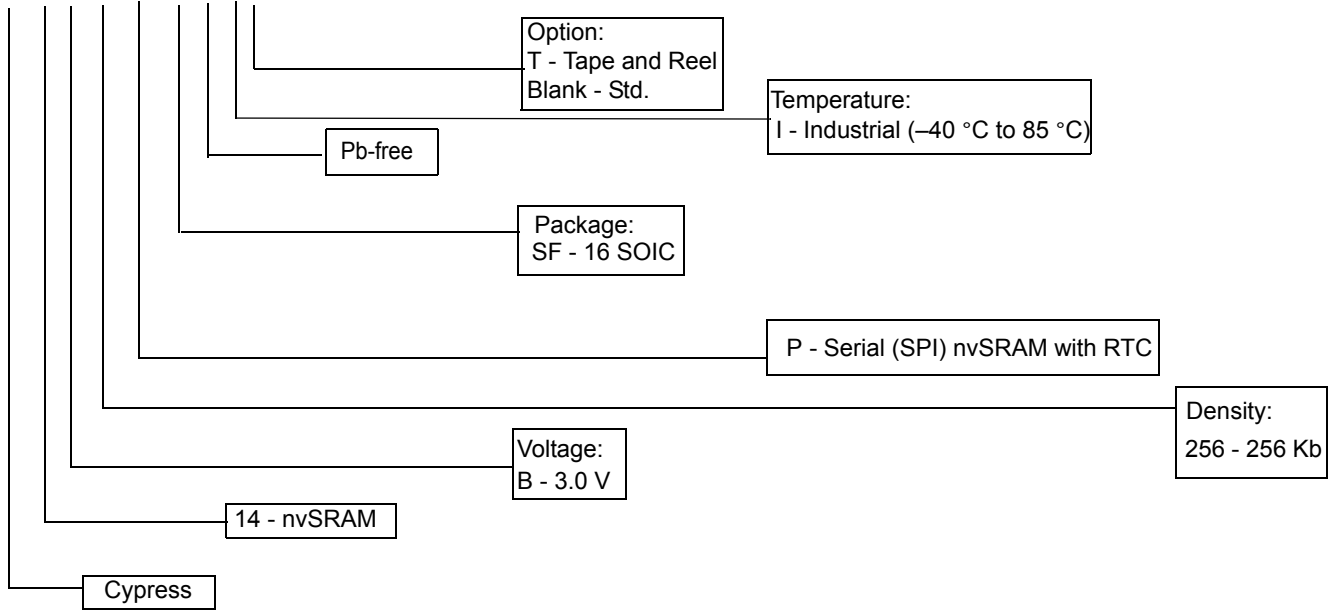 Option:
T - Tape and Reel
Blank - Std.
Temperature:
I - Industrial (–40 °C to 85 °C)
Pb-free
Package:
SF - 16 SOIC
P - Serial (SPI) nvSRAM with RTC
Density:
256 - 256 Kb
Voltage:
B - 3.0 V
14 - nvSRAM
Cypress